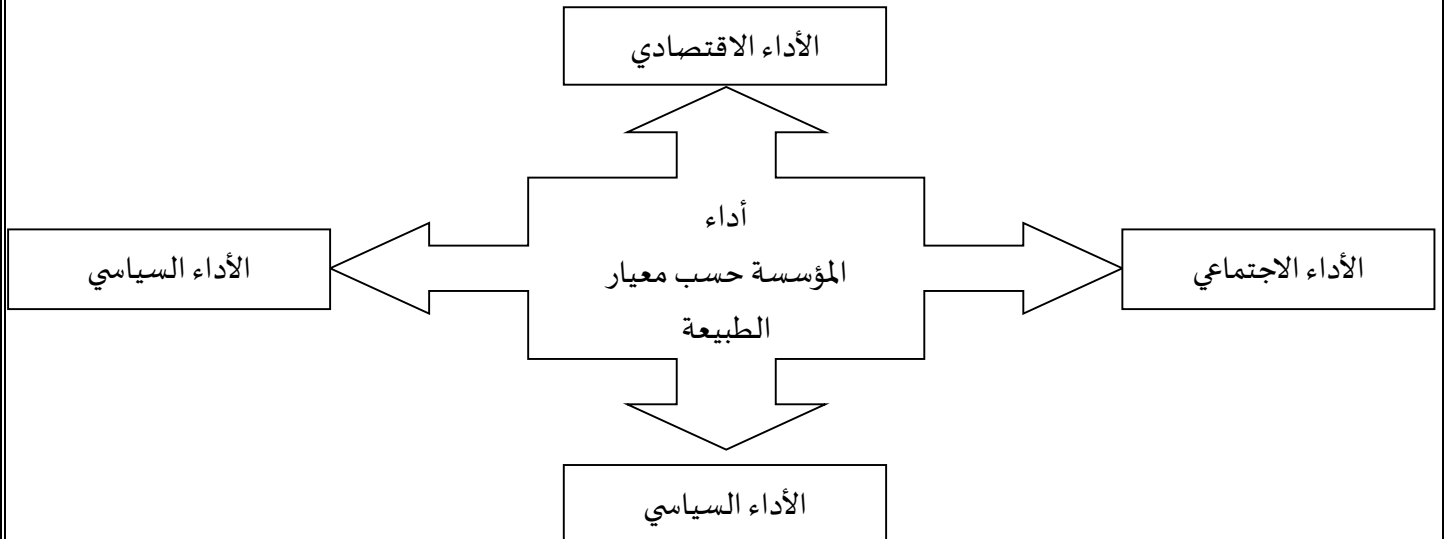 الأداء الاقتصادي
أداء
المؤسسة حسب معيار
الطبيعة
الأداء الاجتماعي
الأداء السياسي
الأداء السياسي